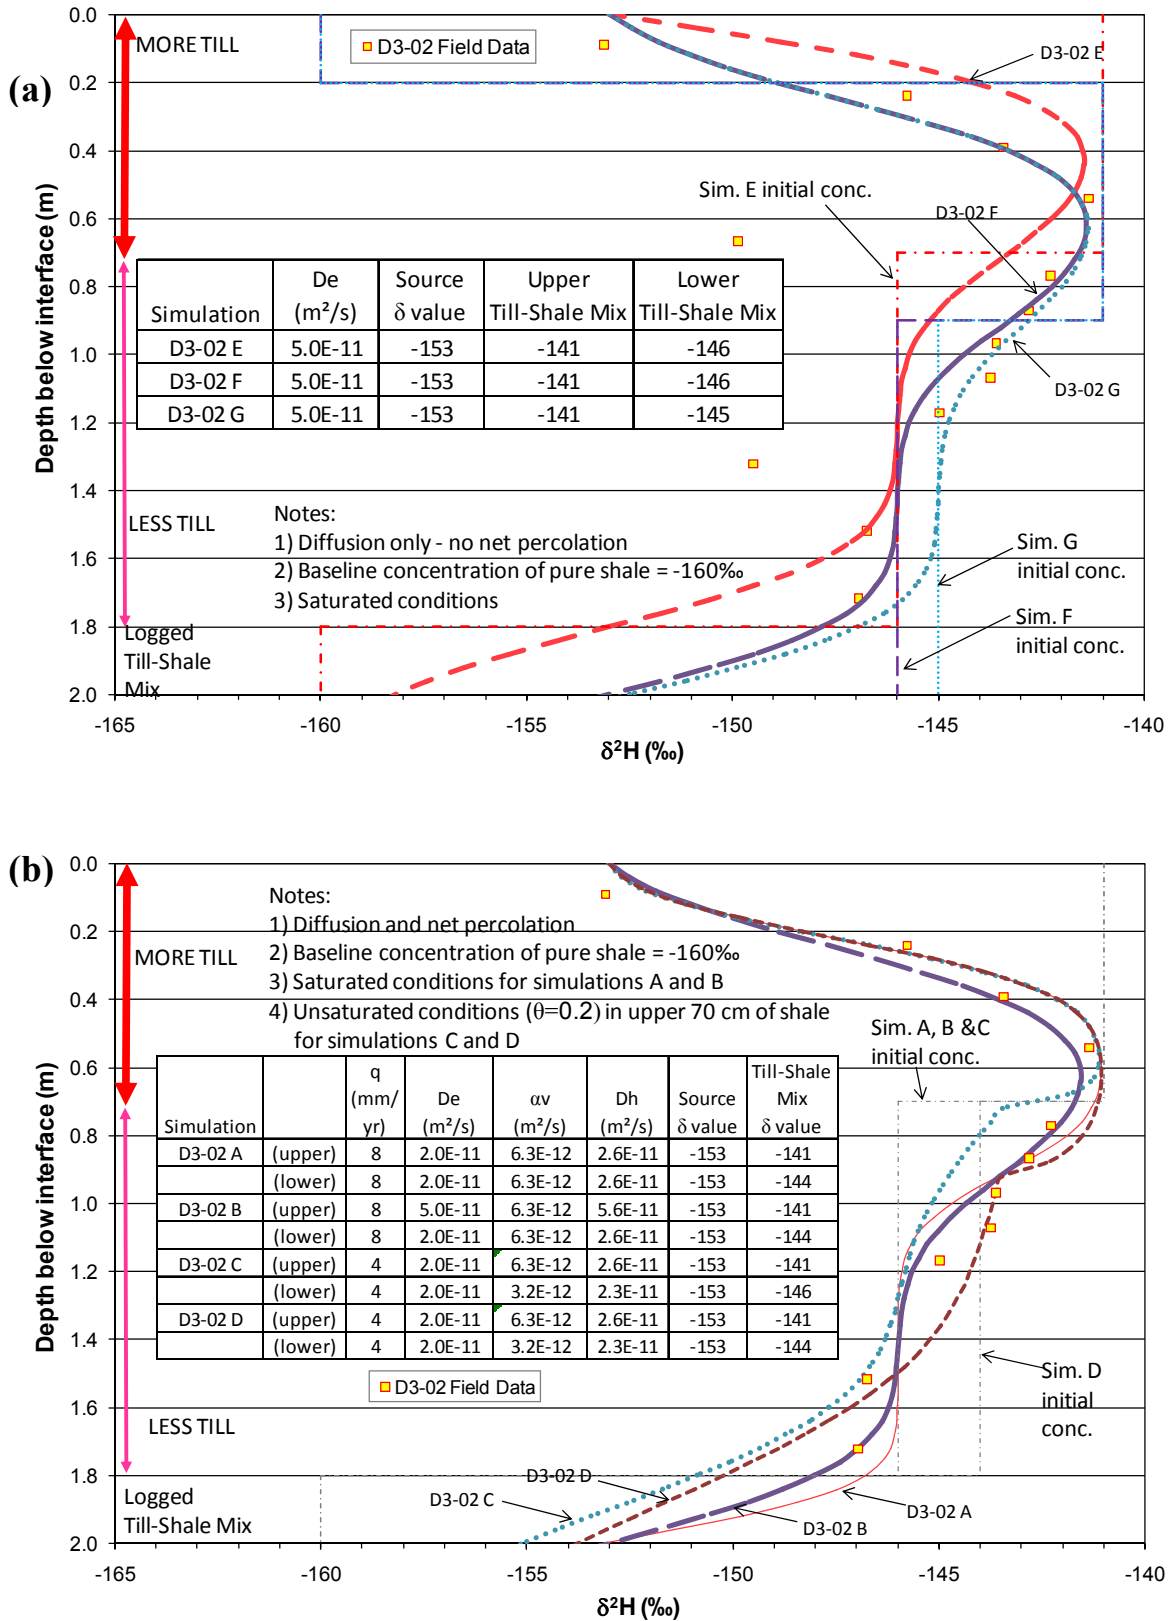 (a)
0.0
0.2
0.4
0.6
0.8
1.0
1.2
1.4
1.6
1.8
2.0
Depth below interface (m)
MORE TILL
D3-02 Field Data
D3-02 E
Sim. E initial conc.
D3-02 F
Simulation De (m²/s) Source δ value Upper Till-Shale Mix Lower Till-Shale Mix
D3-02 E 5.0E-11 -153 -141 -146
D3-02 F 5.0E-11 -153 -141 -146
D3-02 G 5.0E-11 -153 -141 -145
D3-02 G
LESS TILL
Notes:
1) Diffusion only - no net percolation
2) Baseline concentration of pure shale = -160‰
3) Saturated conditions
Sim. G
initial conc.
Sim. F
initial conc.
Logged
Till-Shale
Mix
-165 -160 -155 -150 -145 -140
δ²H (‰)
(b)
0.0
0.2
0.4
0.6
0.8
1.0
1.2
1.4
1.6
1.8
2.0
Depth below interface (m)
MORE TILL
Notes:
1) Diffusion and net percolation
2) Baseline concentration of pure shale = -160‰
3) Saturated conditions for simulations A and B
4) Unsaturated conditions (θ=0.2) in upper 70 cm of shale
for simulations C and D
Sim. A, B &C
initial conc.
Simulation q (mm/yr) De (m²/s) αv (m²/s) Dh (m²/s) Source δ value Till-Shale Mix δ value
D3-02 A (upper) 8 2.0E-11 6.3E-12 2.6E-11 -153 -141
(lower) 8 2.0E-11 6.3E-12 2.6E-11 -153 -144
D3-02 B (upper) 8 5.0E-11 6.3E-12 5.6E-11 -153 -141
(lower) 8 2.0E-11 6.3E-12 2.6E-11 -153 -144
D3-02 C (upper) 4 2.0E-11 6.3E-12 2.6E-11 -153 -141
(lower) 4 2.0E-11 3.2E-12 2.3E-11 -153 -146
D3-02 D (upper) 4 2.0E-11 6.3E-12 2.6E-11 -153 -141
(lower) 4 2.0E-11 3.2E-12 2.3E-11 -153 -144
D3-02 Field Data
Sim. D
initial
conc.
LESS TILL
D3-02 D
D3-02 C
D3-02 A
D3-02 B
Logged
Till-Shale Mix
-165 -160 -155 -150 -145 -140
δ²H (‰)